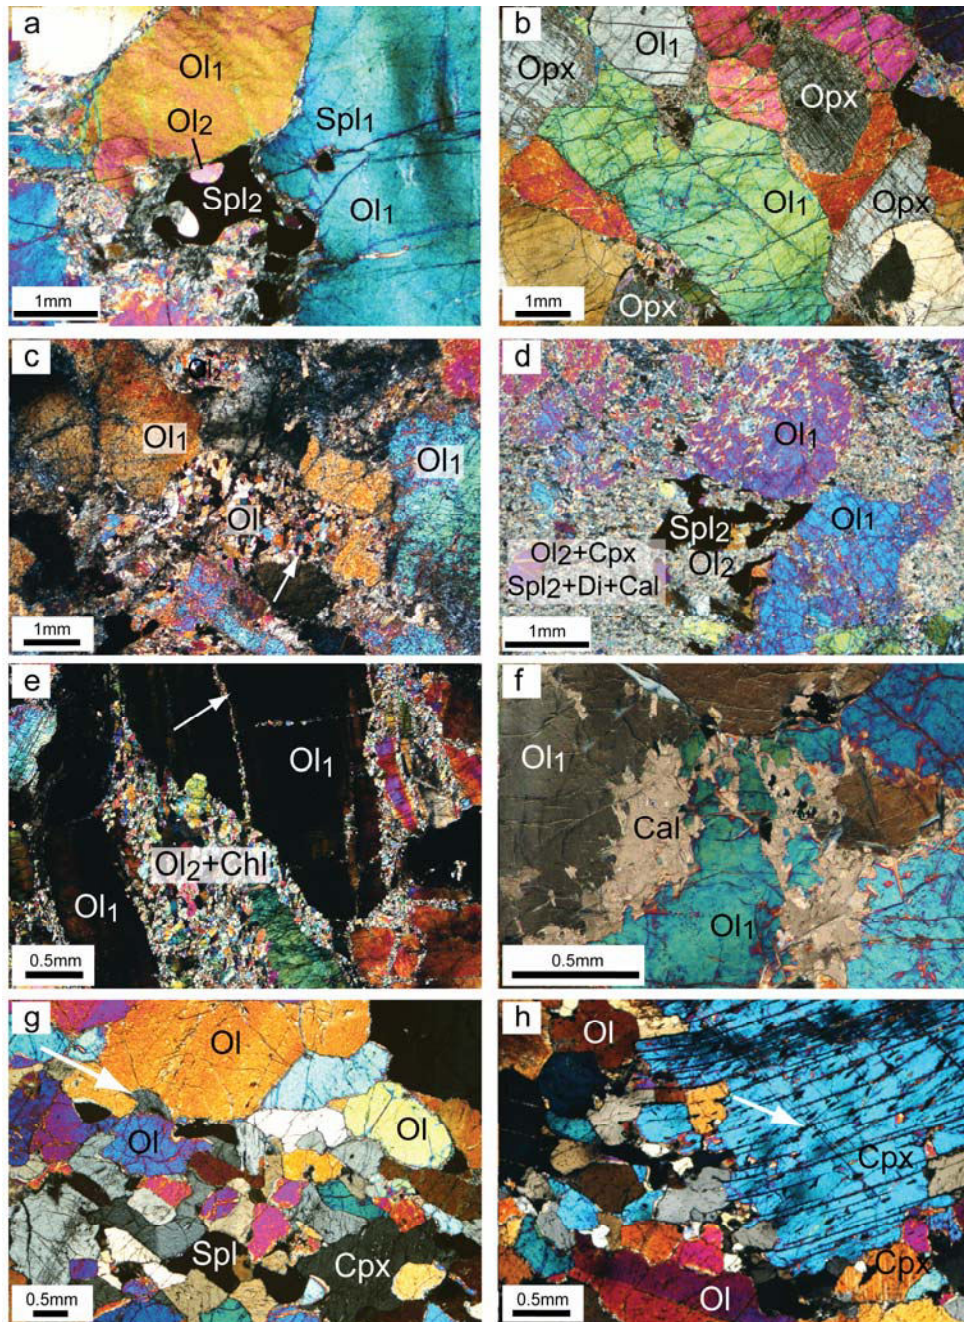 a
Ol1
Ol2
Spl1
Spl2
Ol1
1mm
b
Opx
Ol1
Opx
Ol1
Opx
Opx
1mm
c
Ol2
Ol1
Ol1
Ol
1mm
d
Ol1
Spl2
Ol1
Ol2
Ol2+Cpx
Spl2+Di+Cal
1mm
e
Ol1
Ol2+Chl
Ol1
0.5mm
f
Ol1
Cal
Ol1
0.5mm
g
Ol
Ol
Ol
Spl
Cpx
0.5mm
h
Ol
Cpx
Cpx
Ol
0.5mm